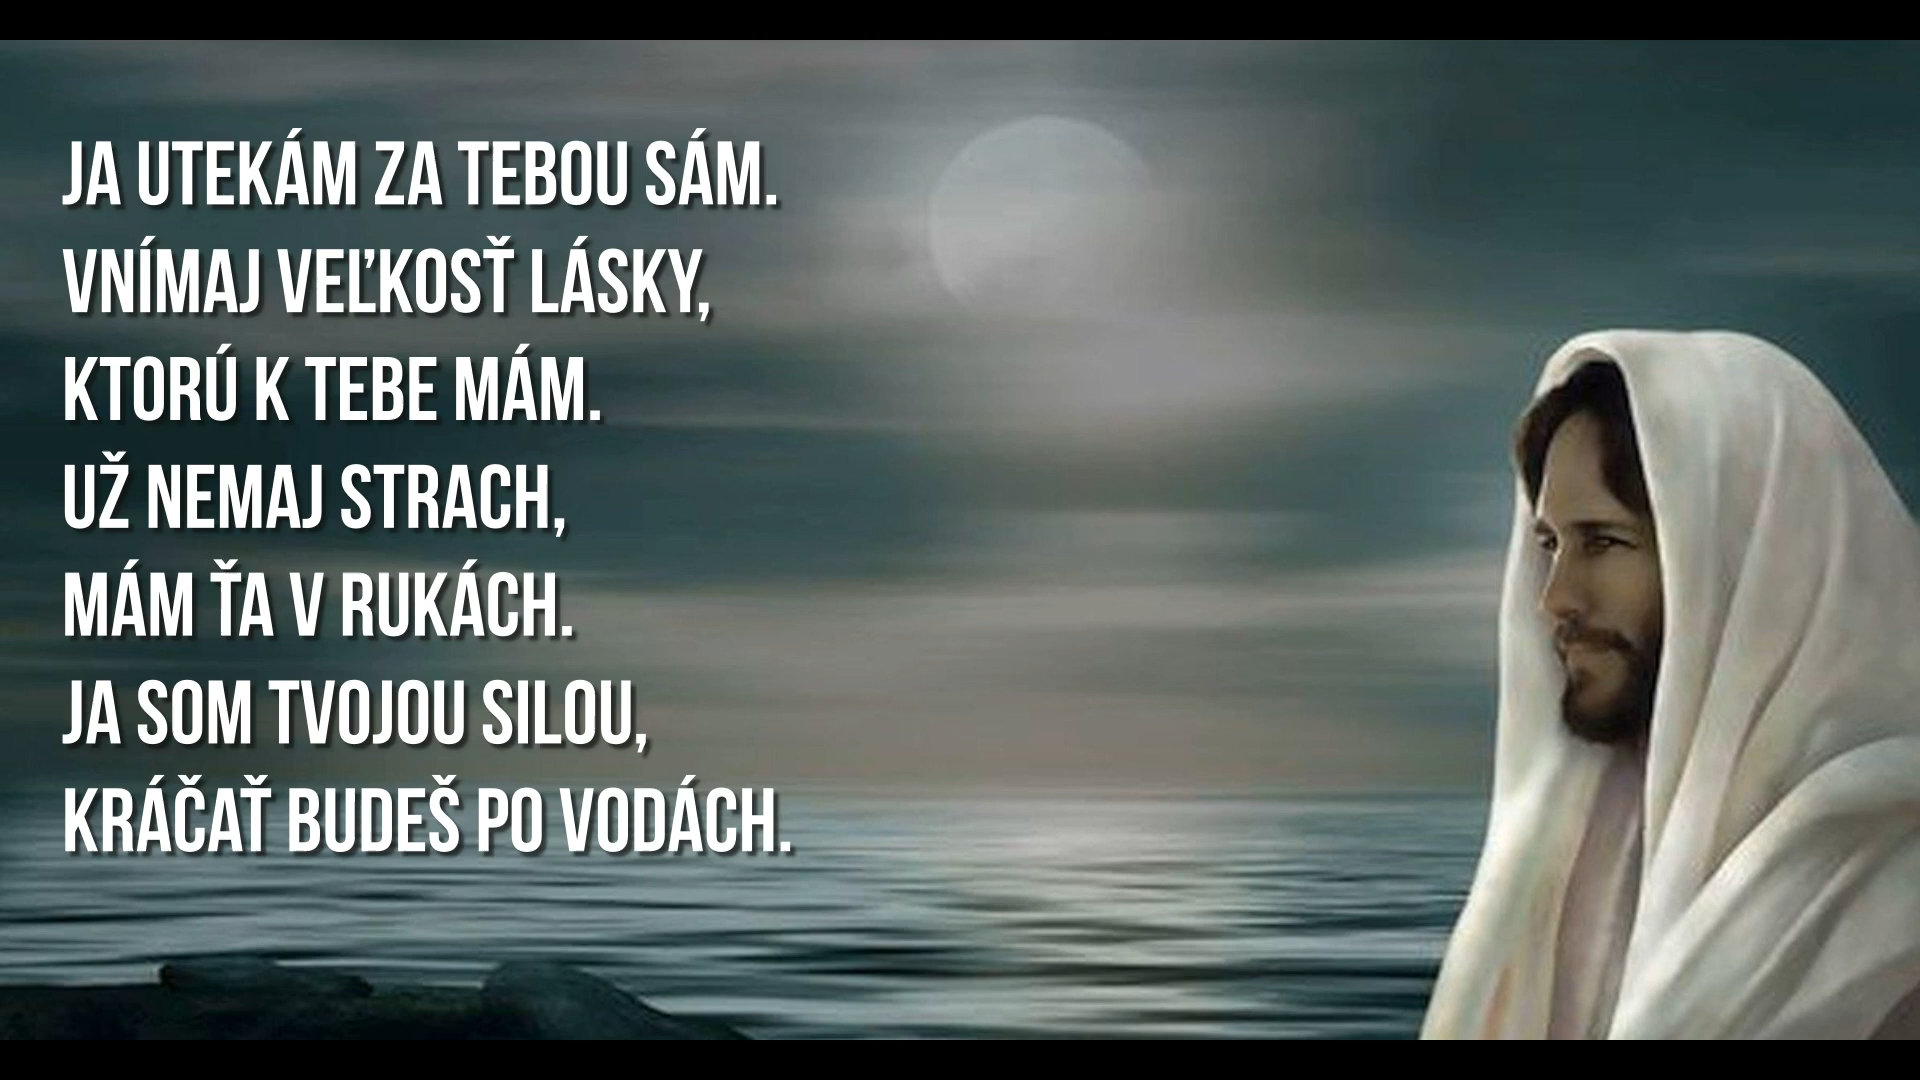 JA UTEKÁM ZA TEBOU SÁM.
VNÍMAJ VEĽKOSŤ LÁSKY,
KTORÚ K TEBE MÁM.
UŽ NEMAJ STRACH,
MÁM ŤA V RUKÁCH.
JA SOM TVOJOU SILOU,
KRÁČAŤ BUDEŠ PO VODÁCH.